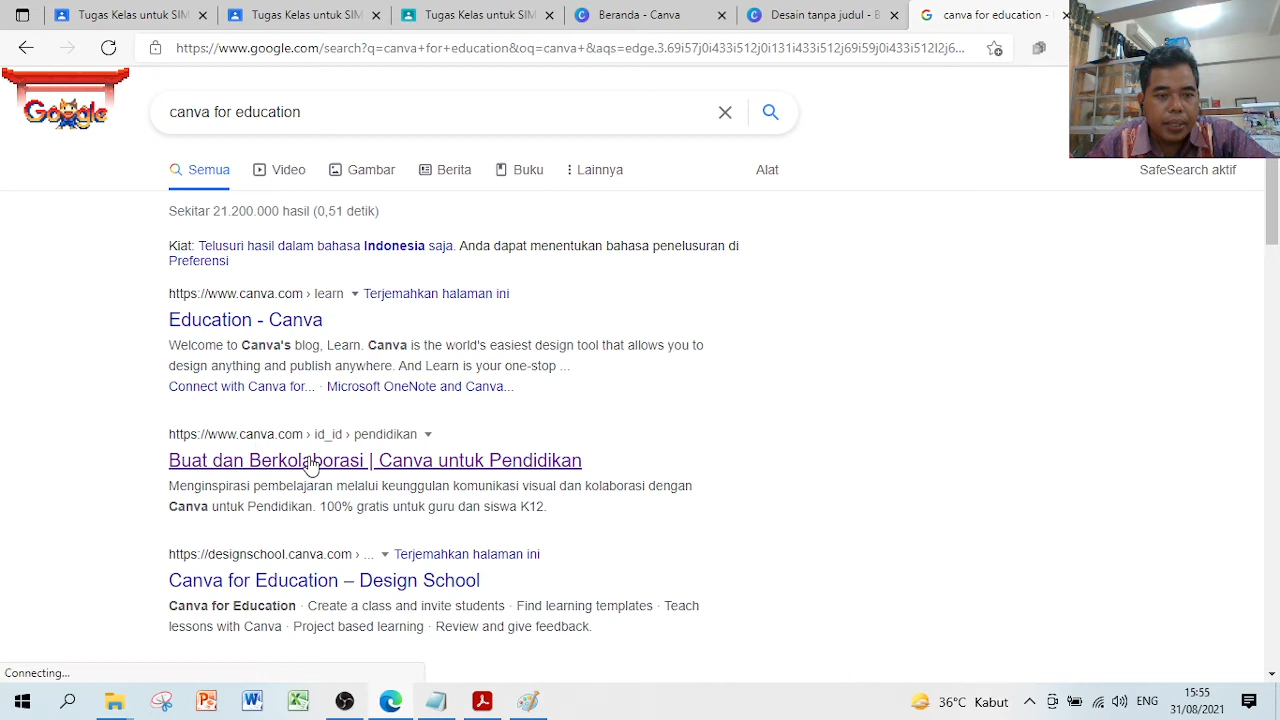 Tugas Kelas untuk SIM
Tugas Kelas untuk SIM
Tugas Kelas untuk SIM
Beranda - Canva
Desain tanpa judul - B
canva for education -
https://www.google.com/search?q=canva+for+education&oq=canva+&aqs=edge.3.69i57j0i433i512j0i131i433i512j69i59j0i433i512l2j6...
Google
canva for education
Semua
Video
Gambar
Berita
Buku
Lainnya
Alat
SafeSearch aktif
Sekitar 21.200.000 hasil (0,51 detik)
Kiat: Telusuri hasil dalam bahasa Indonesia saja. Anda dapat menentukan bahasa penelusuran di
Preferensi
https://www.canva.com › learn Terjemahkan halaman ini
Education - Canva
Welcome to Canva's blog, Learn. Canva is the world's easiest design tool that allows you to
design anything and publish anywhere. And Learn is your one-stop ...
Connect with Canva for... · Microsoft OneNote and Canva...
https://www.canva.com › id_id › pendidikan
Buat dan Berkolaborasi | Canva untuk Pendidikan
Menginspirasi pembelajaran melalui keunggulan komunikasi visual dan kolaborasi dengan
Canva untuk Pendidikan. 100% gratis untuk guru dan siswa K12.
https://designschool.canva.com › ... Terjemahkan halaman ini
Canva for Education – Design School
Canva for Education · Create a class and invite students · Find learning templates · Teach
lessons with Canva · Project based learning · Review and give feedback.
Connecting...
36°C Kabut
ENG
15:55
31/08/2021